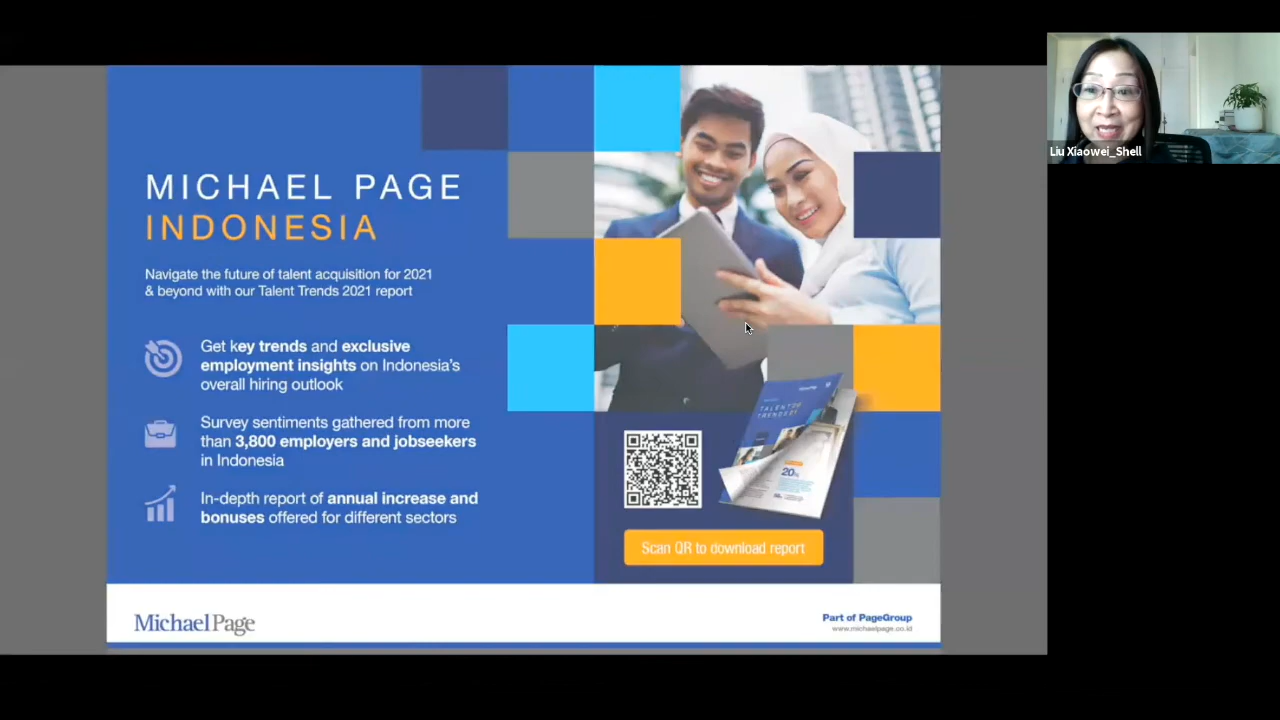 MICHAEL PAGE
INDONESIA
Navigate the future of talent acquisition for 2021
& beyond with our Talent Trends 2021 report
Get key trends and exclusive
employment insights on Indonesia's
overall hiring outlook
Survey sentiments gathered from more
than 3,800 employers and jobseekers
in Indonesia
In-depth report of annual increase and
bonuses offered for different sectors
TALENT
TRENDS
20%
Scan QR to download report
MichaelPage
Part of PageGroup
www.michaelpage.co.id
Liu Xiaowei_Shell